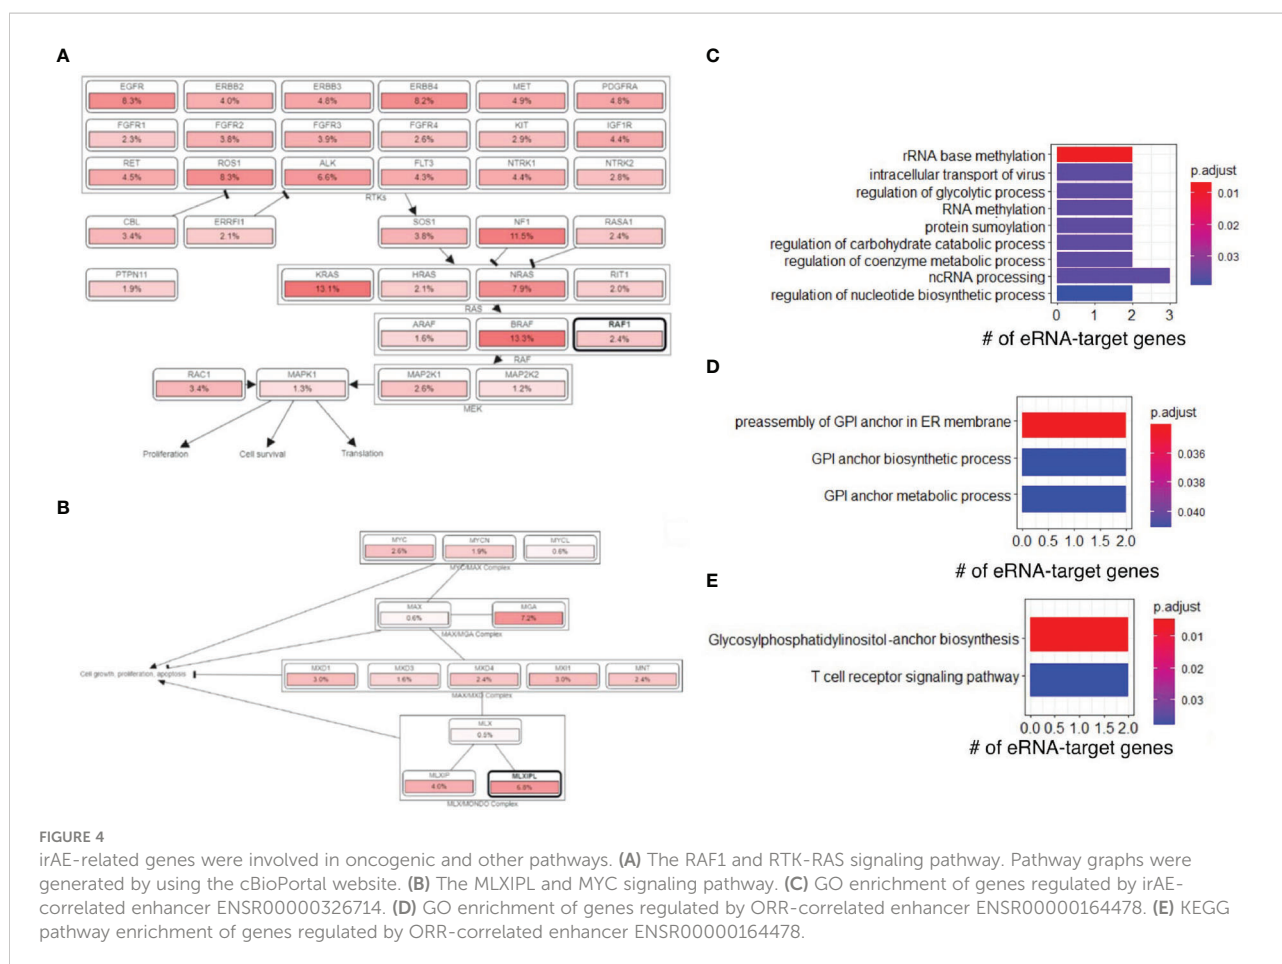 A
EGFR ERBB2 ERBB3 ERBB4 MET PDGFRA
8.3% 4.0% 4.8% 8.2% 4.9% 4.8%
FGFR1 FGFR2 FGFR3 FGFR4 KIT IGF1R
2.3% 3.8% 3.9% 2.6% 2.9% 4.4%
RET ROS1 ALK FLT3 NTRK1 NTRK2
4.5% 8.3% 6.6% 4.3% 4.4% 2.8%
RTKs
CBL ERRFI1 SOS1 NF1 RASA1
3.4% 2.1% 3.8% 11.5% 2.4%
PTPN11 KRAS HRAS NRAS RIT1
1.9% 13.1% 2.1% 7.9% 2.0%
RAS
ARAF BRAF RAF1
1.6% 13.3% 2.4%
RAF
RAC1 MAPK1 MAP2K1 MAP2K2
3.4% 1.3% 2.6% 1.2%
MEK
Proliferation Cell survival Translation
B
MYC MYCN MYCL
2.6% 1.9% 0.8%
MYC/MAX Complex
MAX MGA
0.6% 7.2%
MAX/MGA Complex
Cell growth, proliferation, apoptosis
MXD1 MXD3 MXD4 MXI1 MNT
3.0% 1.6% 2.4% 3.0% 2.4%
MAX/MXD Complex
MLX
0.5%
MLXIP MLXIPL
4.0% 6.8%
MLX/MONDO Complex
C
rRNA base methylation
intracellular transport of virus
regulation of glycolytic process
RNA methylation
protein sumoylation
regulation of carbohydrate catabolic process
regulation of coenzyme metabolic process
ncRNA processing
regulation of nucleotide biosynthetic process
0 1 2 3
# of eRNA-target genes
p.adjust
0.01
0.02
0.03
D
preassembly of GPI anchor in ER membrane
GPI anchor biosynthetic process
GPI anchor metabolic process
0.0 0.5 1.0 1.5 2.0
# of eRNA-target genes
p.adjust
0.036
0.038
0.040
E
Glycosylphosphatidylinositol-anchor biosynthesis
T cell receptor signaling pathway
0.0 0.5 1.0 1.5 2.0
# of eRNA-target genes
p.adjust
0.01
0.02
0.03
FIGURE 4
irAE-related genes were involved in oncogenic and other pathways. (A) The RAF1 and RTK-RAS signaling pathway. Pathway graphs were
generated by using the cBioPortal website. (B) The MLXIPL and MYC signaling pathway. (C) GO enrichment of genes regulated by irAE-
correlated enhancer ENSR00000326714. (D) GO enrichment of genes regulated by ORR-correlated enhancer ENSR00000164478. (E) KEGG
pathway enrichment of genes regulated by ORR-correlated enhancer ENSR00000164478.